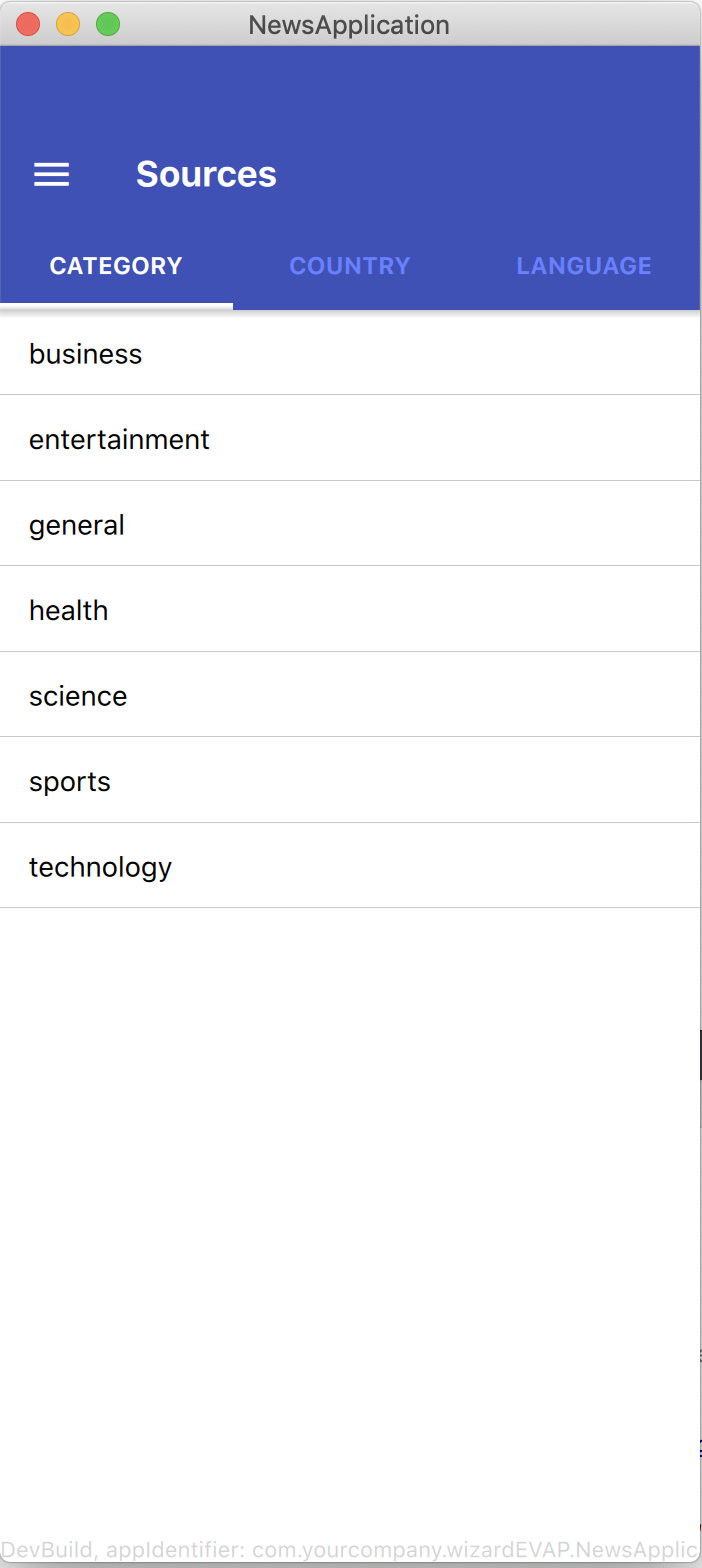 NewsApplication
Sources
CATEGORY COUNTRY LANGUAGE
business
entertainment
general
health
science
sports
technology
DevBuild, appIdentifier: com.yourcompany.wizardEVAP.NewsApplic